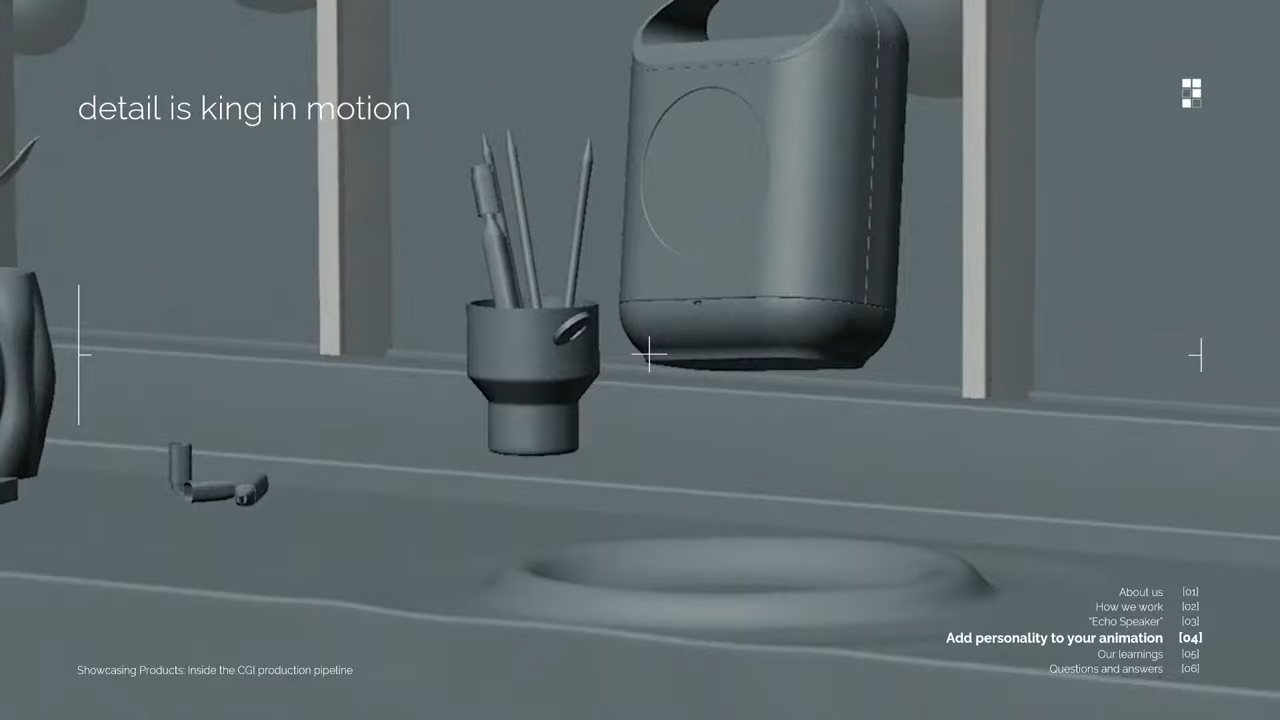 detail is king in motion
About us [01]
How we work [02]
"Echo Speaker" [03]
Add personality to your animation [04]
Our learnings [05]
Questions and answers [06]
Showcasing Products: Inside the CGI production pipeline